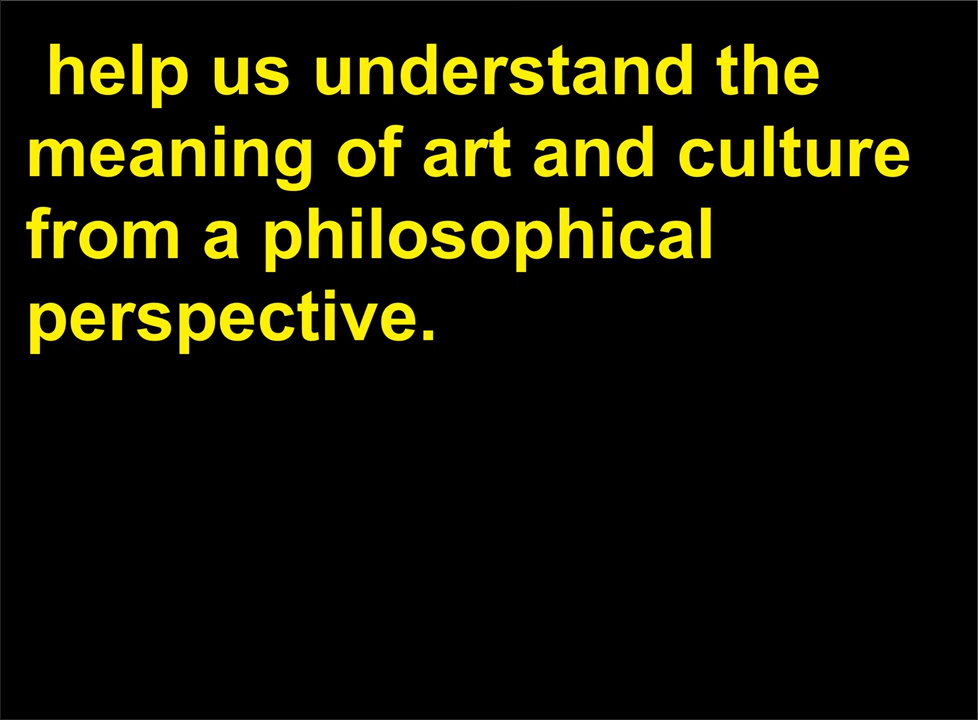 help us understand the
meaning of art and culture
from a philosophical
perspective.